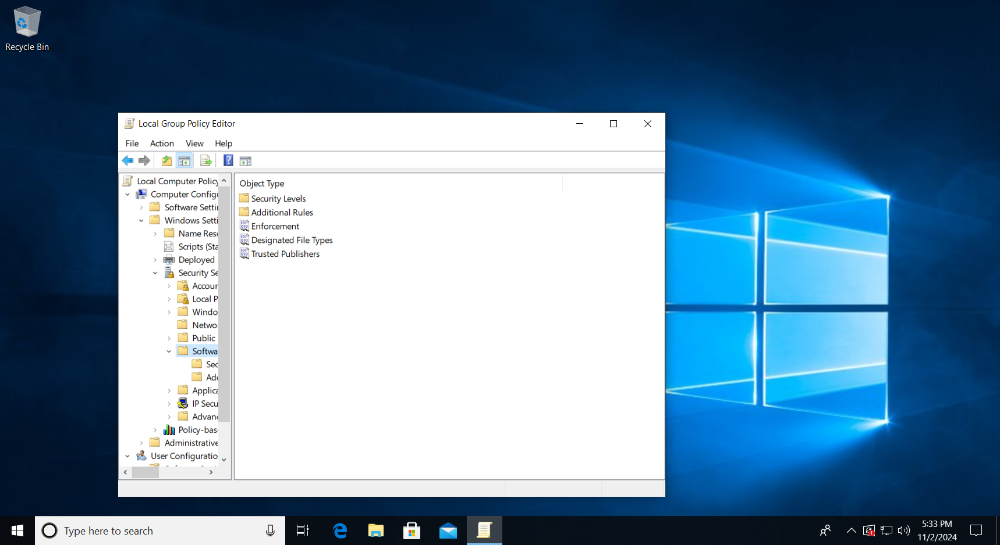 Recycle Bin
Local Group Policy Editor
File Action View Help
Local Computer Policy
Computer Configu
Software Setti
Windows Setti
Name Reso
Scripts (Sta
Deployed
Security Se
Accoun
Local P
Windo
Netwo
Public
Softwa
Sec
Add
Applica
IP Secu
Advanc
Policy-bas
Administrative
User Configuratio
Object Type
Security Levels
Additional Rules
Enforcement
Designated File Types
Trusted Publishers
Type here to search
5:33 PM
11/2/2024